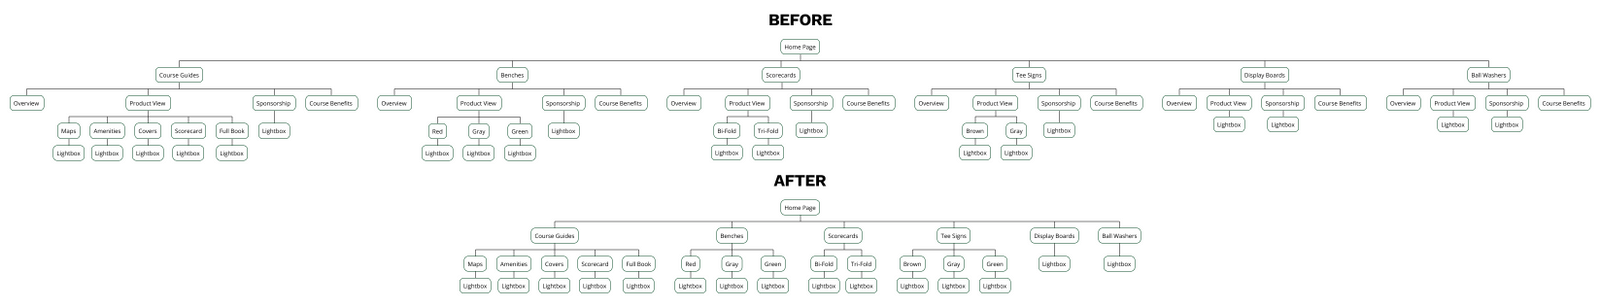 BEFORE
Home Page
Course Guides Benches Scorecards Tee Signs Display Boards Ball Washers
Overview Product View Sponsorship Course Benefits Overview Product View Sponsorship Course Benefits Overview Product View Sponsorship Course Benefits Overview Product View Sponsorship Course Benefits Overview Product View Sponsorship Course Benefits Overview Product View Sponsorship Course Benefits
Lightbox Lightbox Lightbox Lightbox
Maps Amenities Covers Scorecard Full Book Lightbox Red Gray Green Lightbox Bi-Fold Tri-Fold Lightbox Brown Gray Lightbox
Lightbox Lightbox Lightbox Lightbox Lightbox Lightbox Lightbox Lightbox Lightbox Lightbox Lightbox Lightbox
AFTER
Home Page
Course Guides Benches Scorecards Tee Signs Display Boards Ball Washers
Maps Amenities Covers Scorecard Full Book Red Gray Green Bi-Fold Tri-Fold Brown Gray Green Lightbox Lightbox
Lightbox Lightbox Lightbox Lightbox Lightbox Lightbox Lightbox Lightbox Lightbox Lightbox Lightbox Lightbox Lightbox